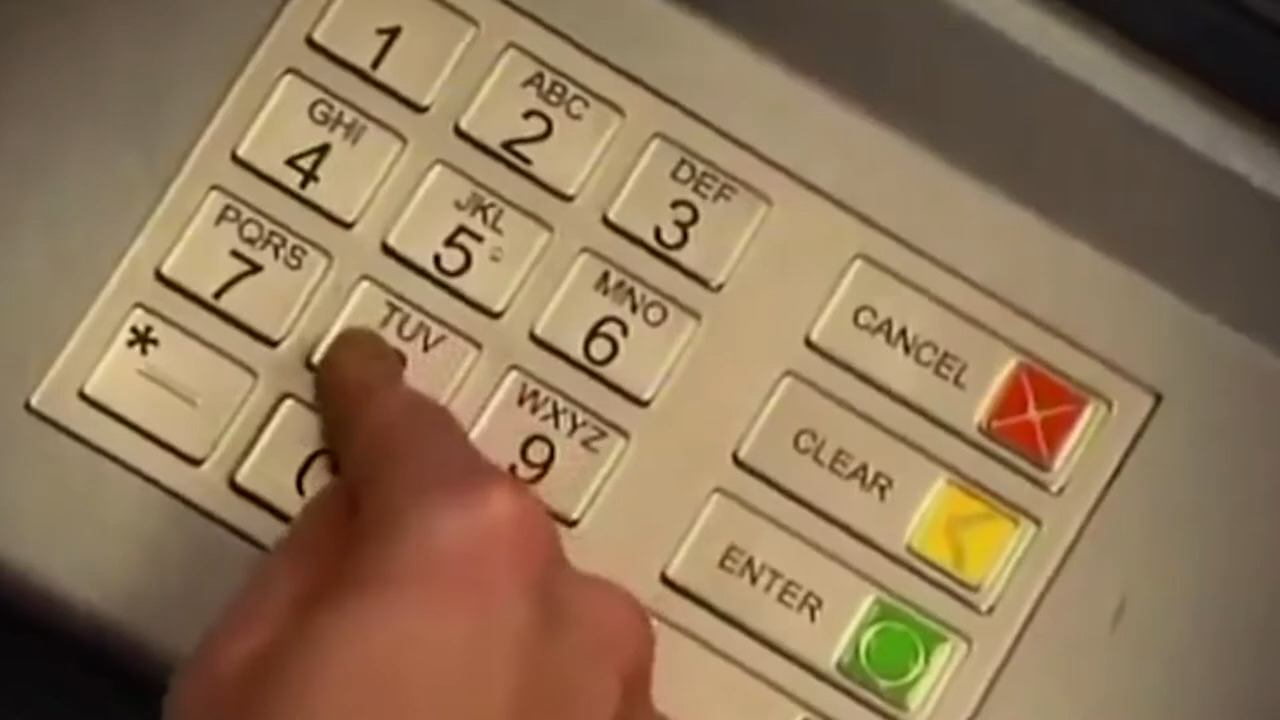 1
ABC
2
DEF
3
GHI
4
JKL
5
MNO
6
PQRS
7
TUV
WXYZ
9
*
CANCEL
CLEAR
ENTER